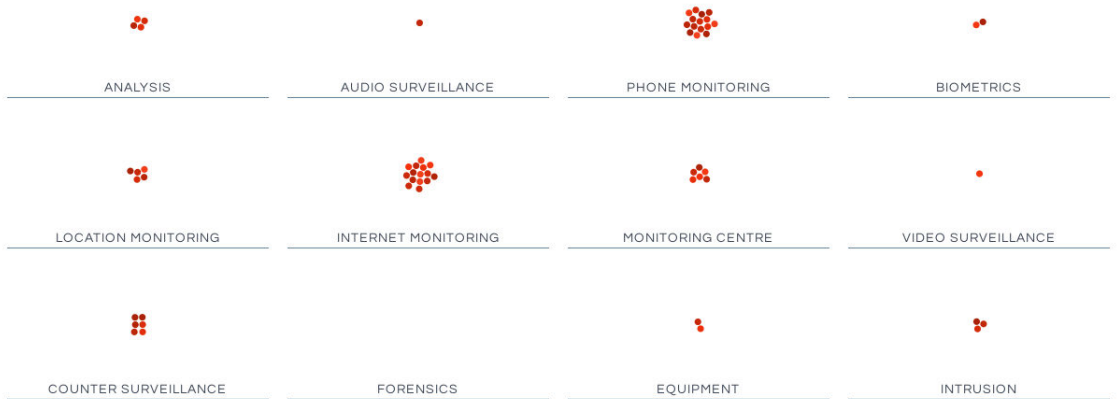 ANALYSIS
AUDIO SURVEILLANCE
PHONE MONITORING
BIOMETRICS
LOCATION MONITORING
INTERNET MONITORING
MONITORING CENTRE
VIDEO SURVEILLANCE
COUNTER SURVEILLANCE
FORENSICS
EQUIPMENT
INTRUSION